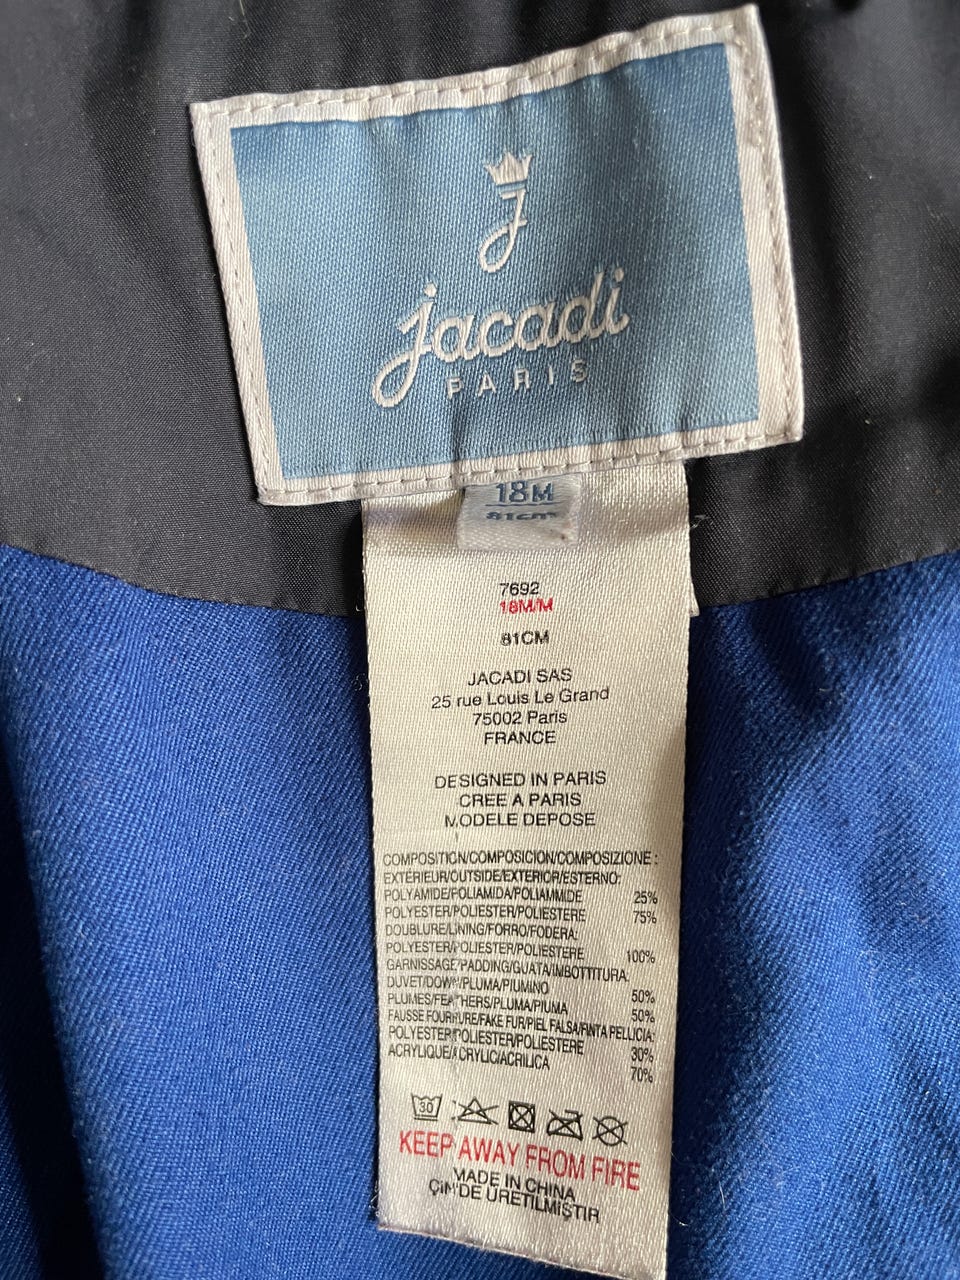 J
jacadi
PARIS
18M
81cm
7692
18M/M
81CM
JACADI SAS
25 rue Louis Le Grand
75002 Paris
FRANCE
DESIGNED IN PARIS
CREE A PARIS
MODELE DEPOSE
COMPOSITION/COMPOSICION/COMPOSIZIONE :
EXTERIEUR/OUTSIDE/EXTERIOR/ESTERNO:
POLYAMIDE/POLIAMIDA/POLIAMMIDE 25%
POLYESTER/POLIESTER/POLIESTERE 75%
DOUBLURE/LINING/FORRO/FODERA:
POLYESTER/POLIESTER/POLIESTERE 100%
GARNISSAGE/PADDING/GUATA/IMBOTTITURA:
DUVET/DOWN/PLUMA/PIUMINO 50%
PLUMES/FEATHERS/PLUMA/PIUMA 50%
FAUSSE FOURRURE/FAKE FUR/PIEL FALSA/FINTA PELLICIA:
POLYESTER/POLIESTER/POLIESTERE 30%
ACRYLIQUE/ACRYLIC/ACRILICA 70%
30
KEEP AWAY FROM FIRE
MADE IN CHINA
ÇİN'DE ÜRETILMİŞTIR